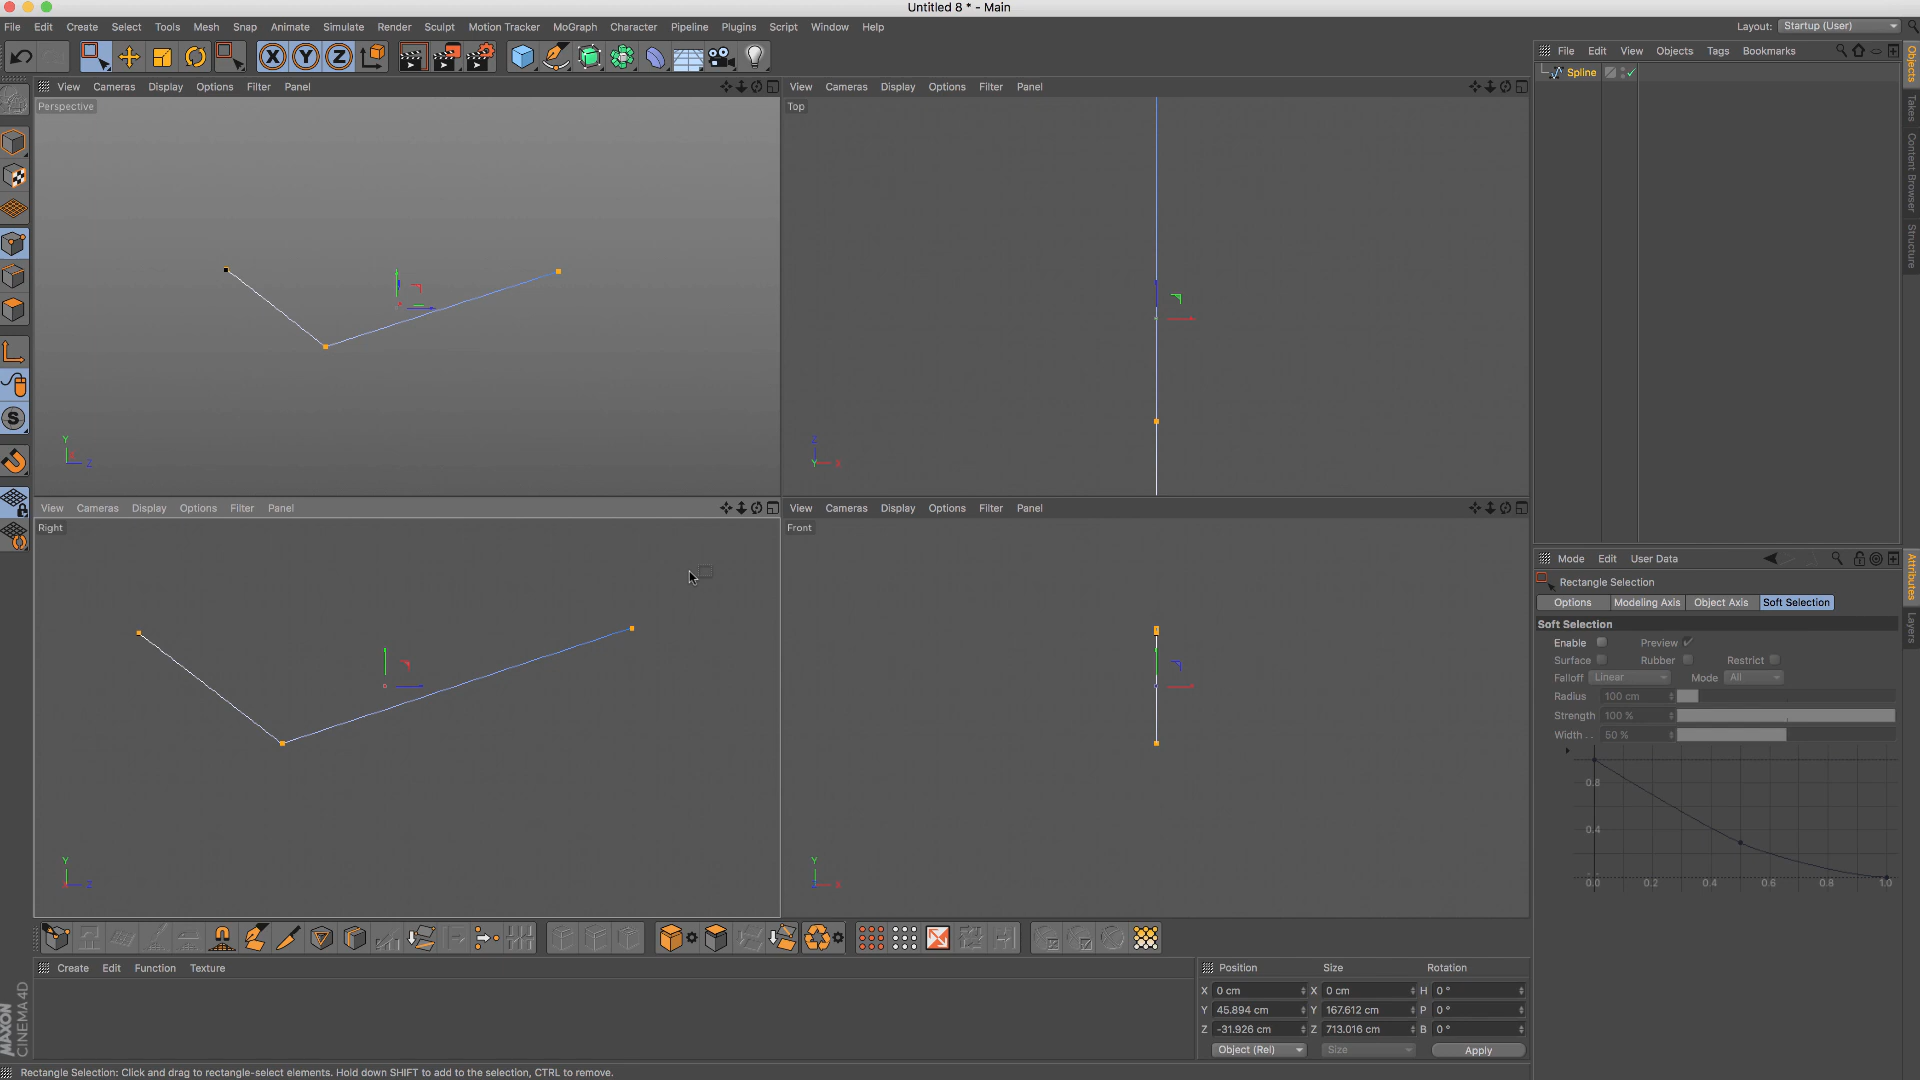 Untitled 8 * - Main
File Edit Create Select Tools Mesh Snap Animate Simulate Render Sculpt Motion Tracker MoGraph Character Pipeline Plugins Script Window Help
Layout: Startup (User)
X Y Z
File Edit View Objects Tags Bookmarks
Spline
View Cameras Display Options Filter Panel
Perspective
Y
X
Z
View Cameras Display Options Filter Panel
Top
Z
Y X
View Cameras Display Options Filter Panel
Right
Y
X Z
View Cameras Display Options Filter Panel
Front
Y
Z X
S
Objects
Takes
Content Browser
Structure
Mode Edit User Data
Rectangle Selection
Options Modeling Axis Object Axis Soft Selection
Soft Selection
Enable Preview
Surface Rubber Restrict
Falloff Linear Mode All
Radius 100 cm
Strength 100 %
Width . . 50 %
0.8
0.4
0.0 0.2 0.4 0.6 0.8 1.0
Attributes
Layers
Create Edit Function Texture
Position Size Rotation
X 0 cm X 0 cm H 0 °
Y 45.894 cm Y 167.612 cm P 0 °
Z -31.926 cm Z 713.016 cm B 0 °
Object (Rel) Size Apply
MAXON
CINEMA 4D
Rectangle Selection: Click and drag to rectangle-select elements. Hold down SHIFT to add to the selection, CTRL to remove.